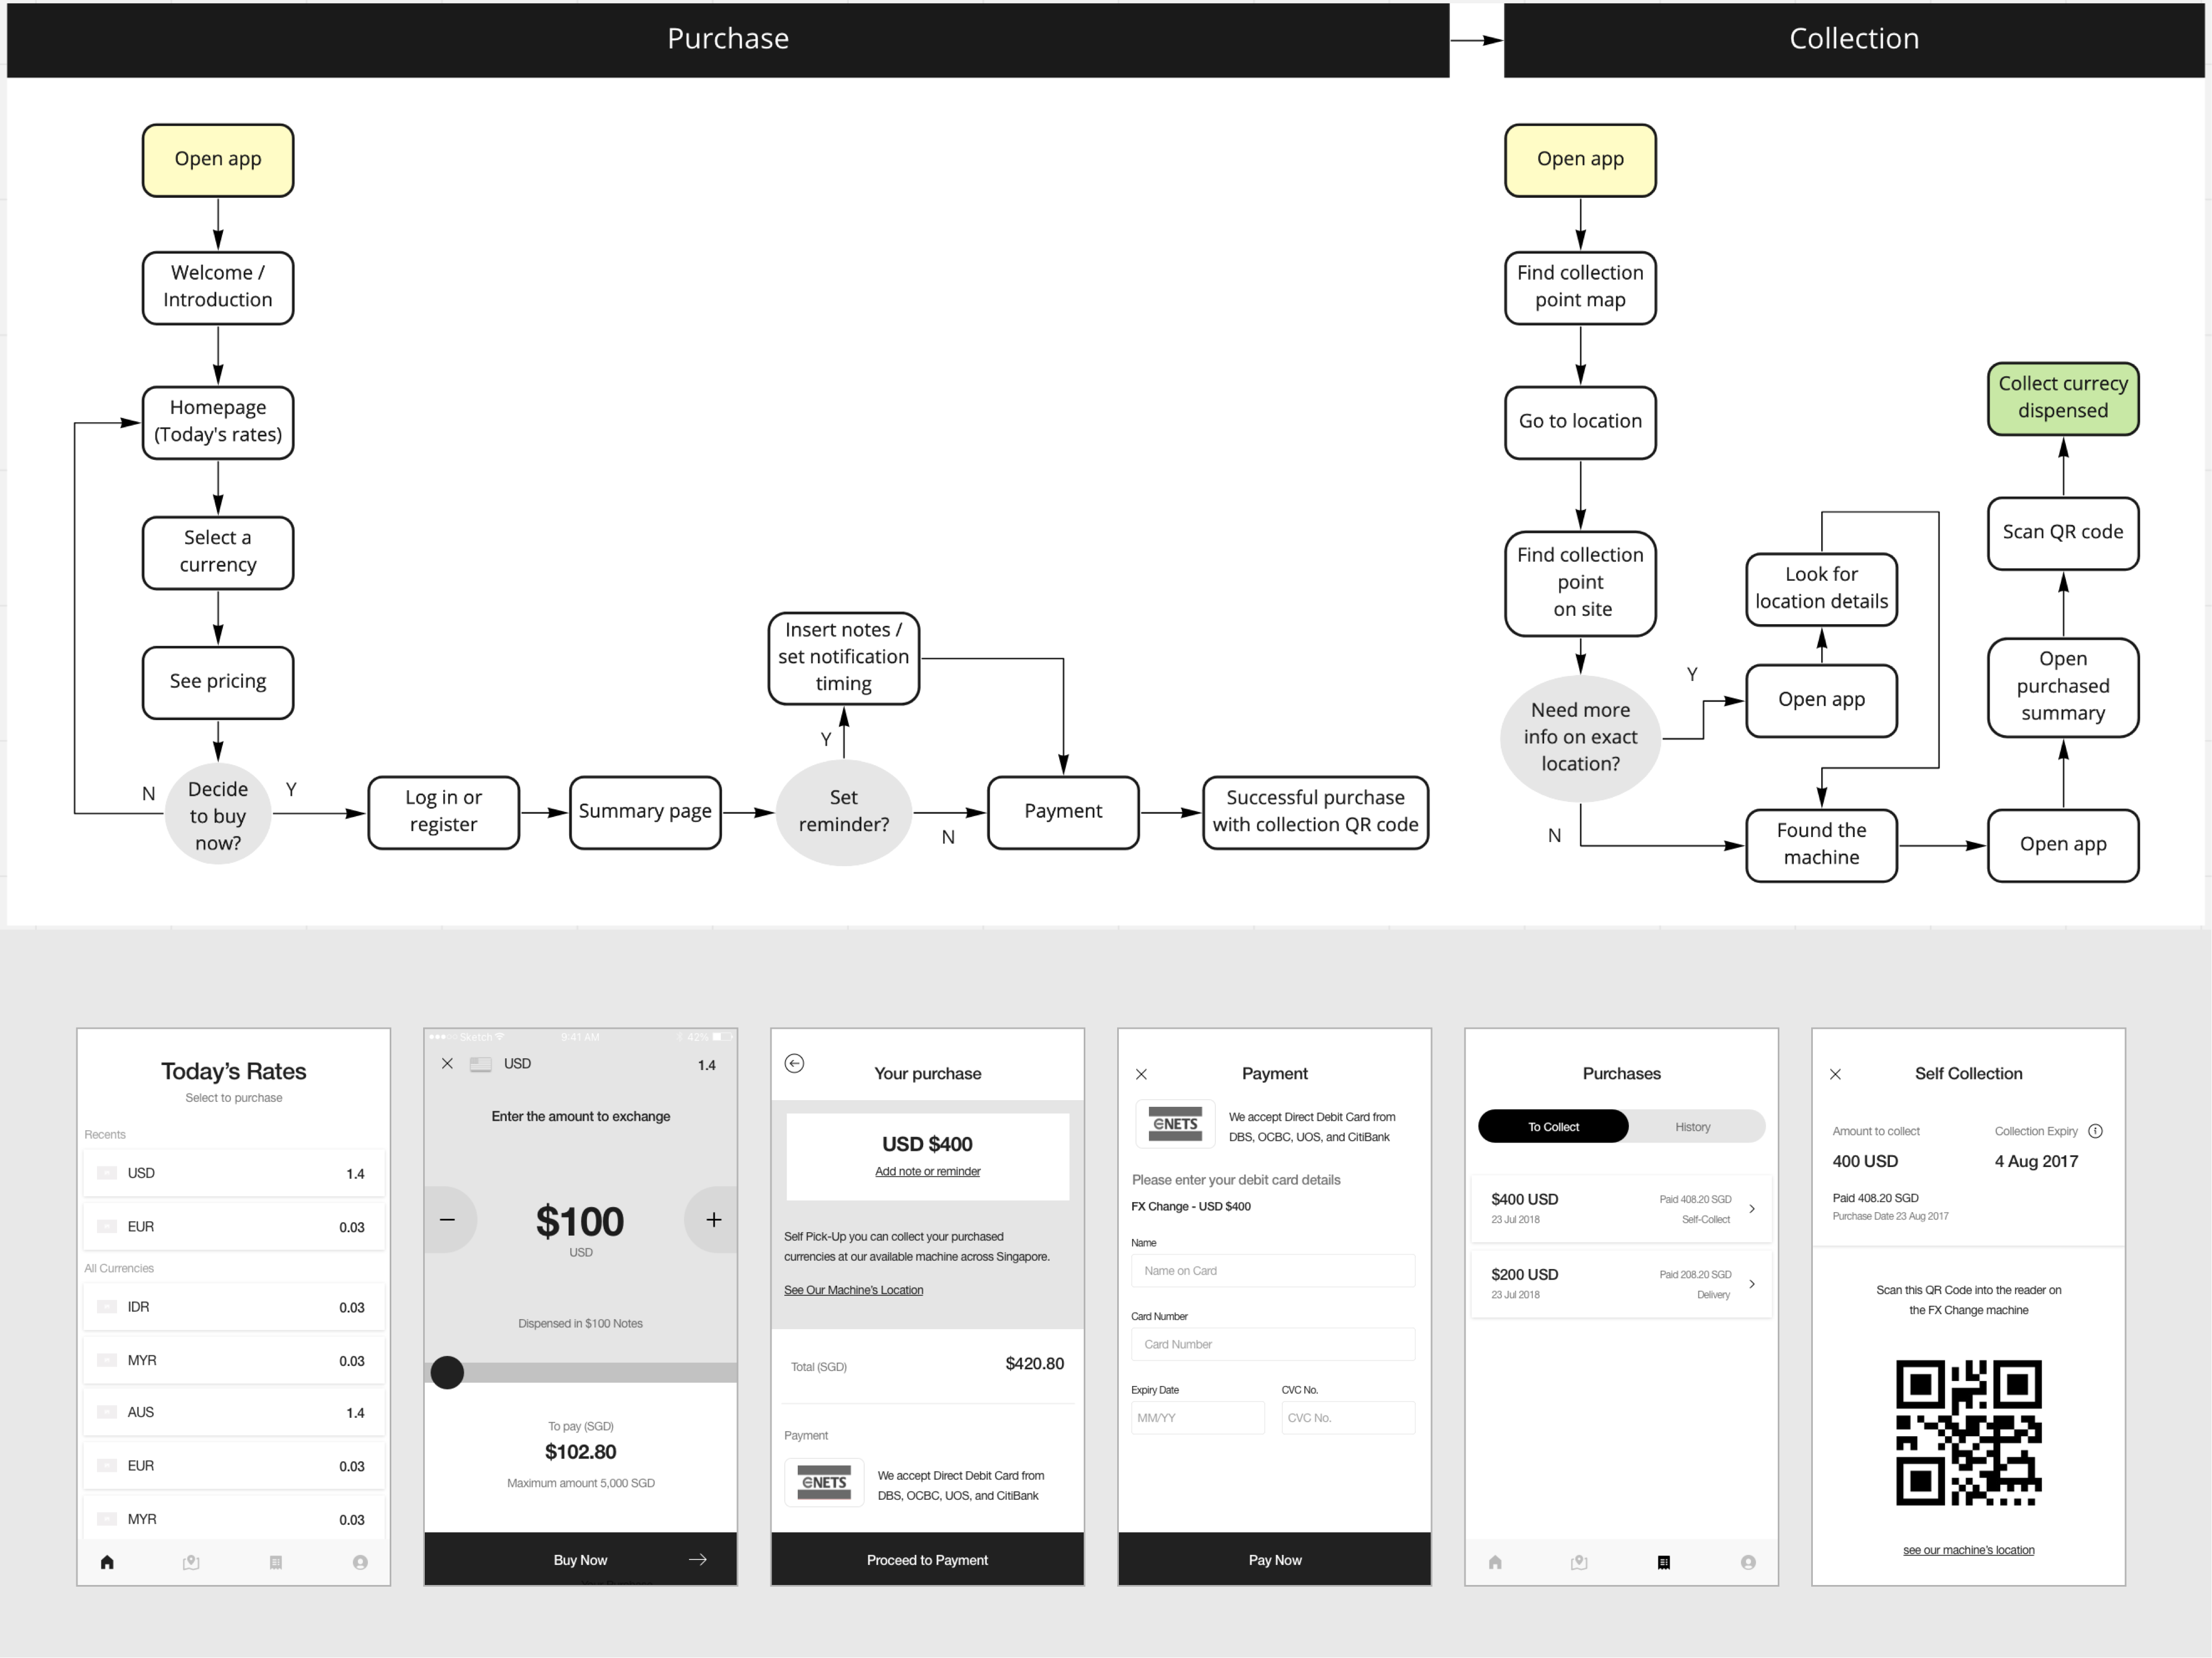 Purchase
Collection
Open app
Welcome /
Introduction
Homepage
(Today's rates)
Select a
currency
See pricing
Decide
to buy
now?
N
Y
Log in or
register
Summary page
Set
reminder?
Y
N
Insert notes /
set notification
timing
Payment
Successful purchase
with collection QR code
Open app
Find collection
point map
Go to location
Find collection
point
on site
Need more
info on exact
location?
Y
N
Open app
Look for
location details
Found the
machine
Open app
Open
purchased
summary
Scan QR code
Collect currecy
dispensed
Today's Rates
Select to purchase
Recents
USD 1.4
EUR 0.03
All Currencies
IDR 0.03
MYR 0.03
AUS 1.4
EUR 0.03
MYR 0.03
Sketch 9:41 AM 42%
USD 1.4
Enter the amount to exchange
− $100 +
USD
Dispensed in $100 Notes
To pay (SGD)
$102.80
Maximum amount 5,000 SGD
Buy Now
Your purchase
USD $400
Add note or reminder
Self Pick-Up you can collect your purchased
currencies at our available machine across Singapore.
See Our Machine's Location
Total (SGD) $420.80
Payment
eNETS
We accept Direct Debit Card from
DBS, OCBC, UOS, and CitiBank
Proceed to Payment
Payment
eNETS
We accept Direct Debit Card from
DBS, OCBC, UOS, and CitiBank
Please enter your debit card details
FX Change - USD $400
Name
Name on Card
Card Number
Card Number
Expiry Date CVC No.
MM/YY CVC No.
Pay Now
Purchases
To Collect History
$400 USD Paid 408.20 SGD
23 Jul 2018 Self-Collect
$200 USD Paid 208.20 SGD
23 Jul 2018 Delivery
Self Collection
Amount to collect Collection Expiry
400 USD 4 Aug 2017
Paid 408.20 SGD
Purchase Date 23 Aug 2017
Scan this QR Code into the reader on
the FX Change machine
see our machine's location